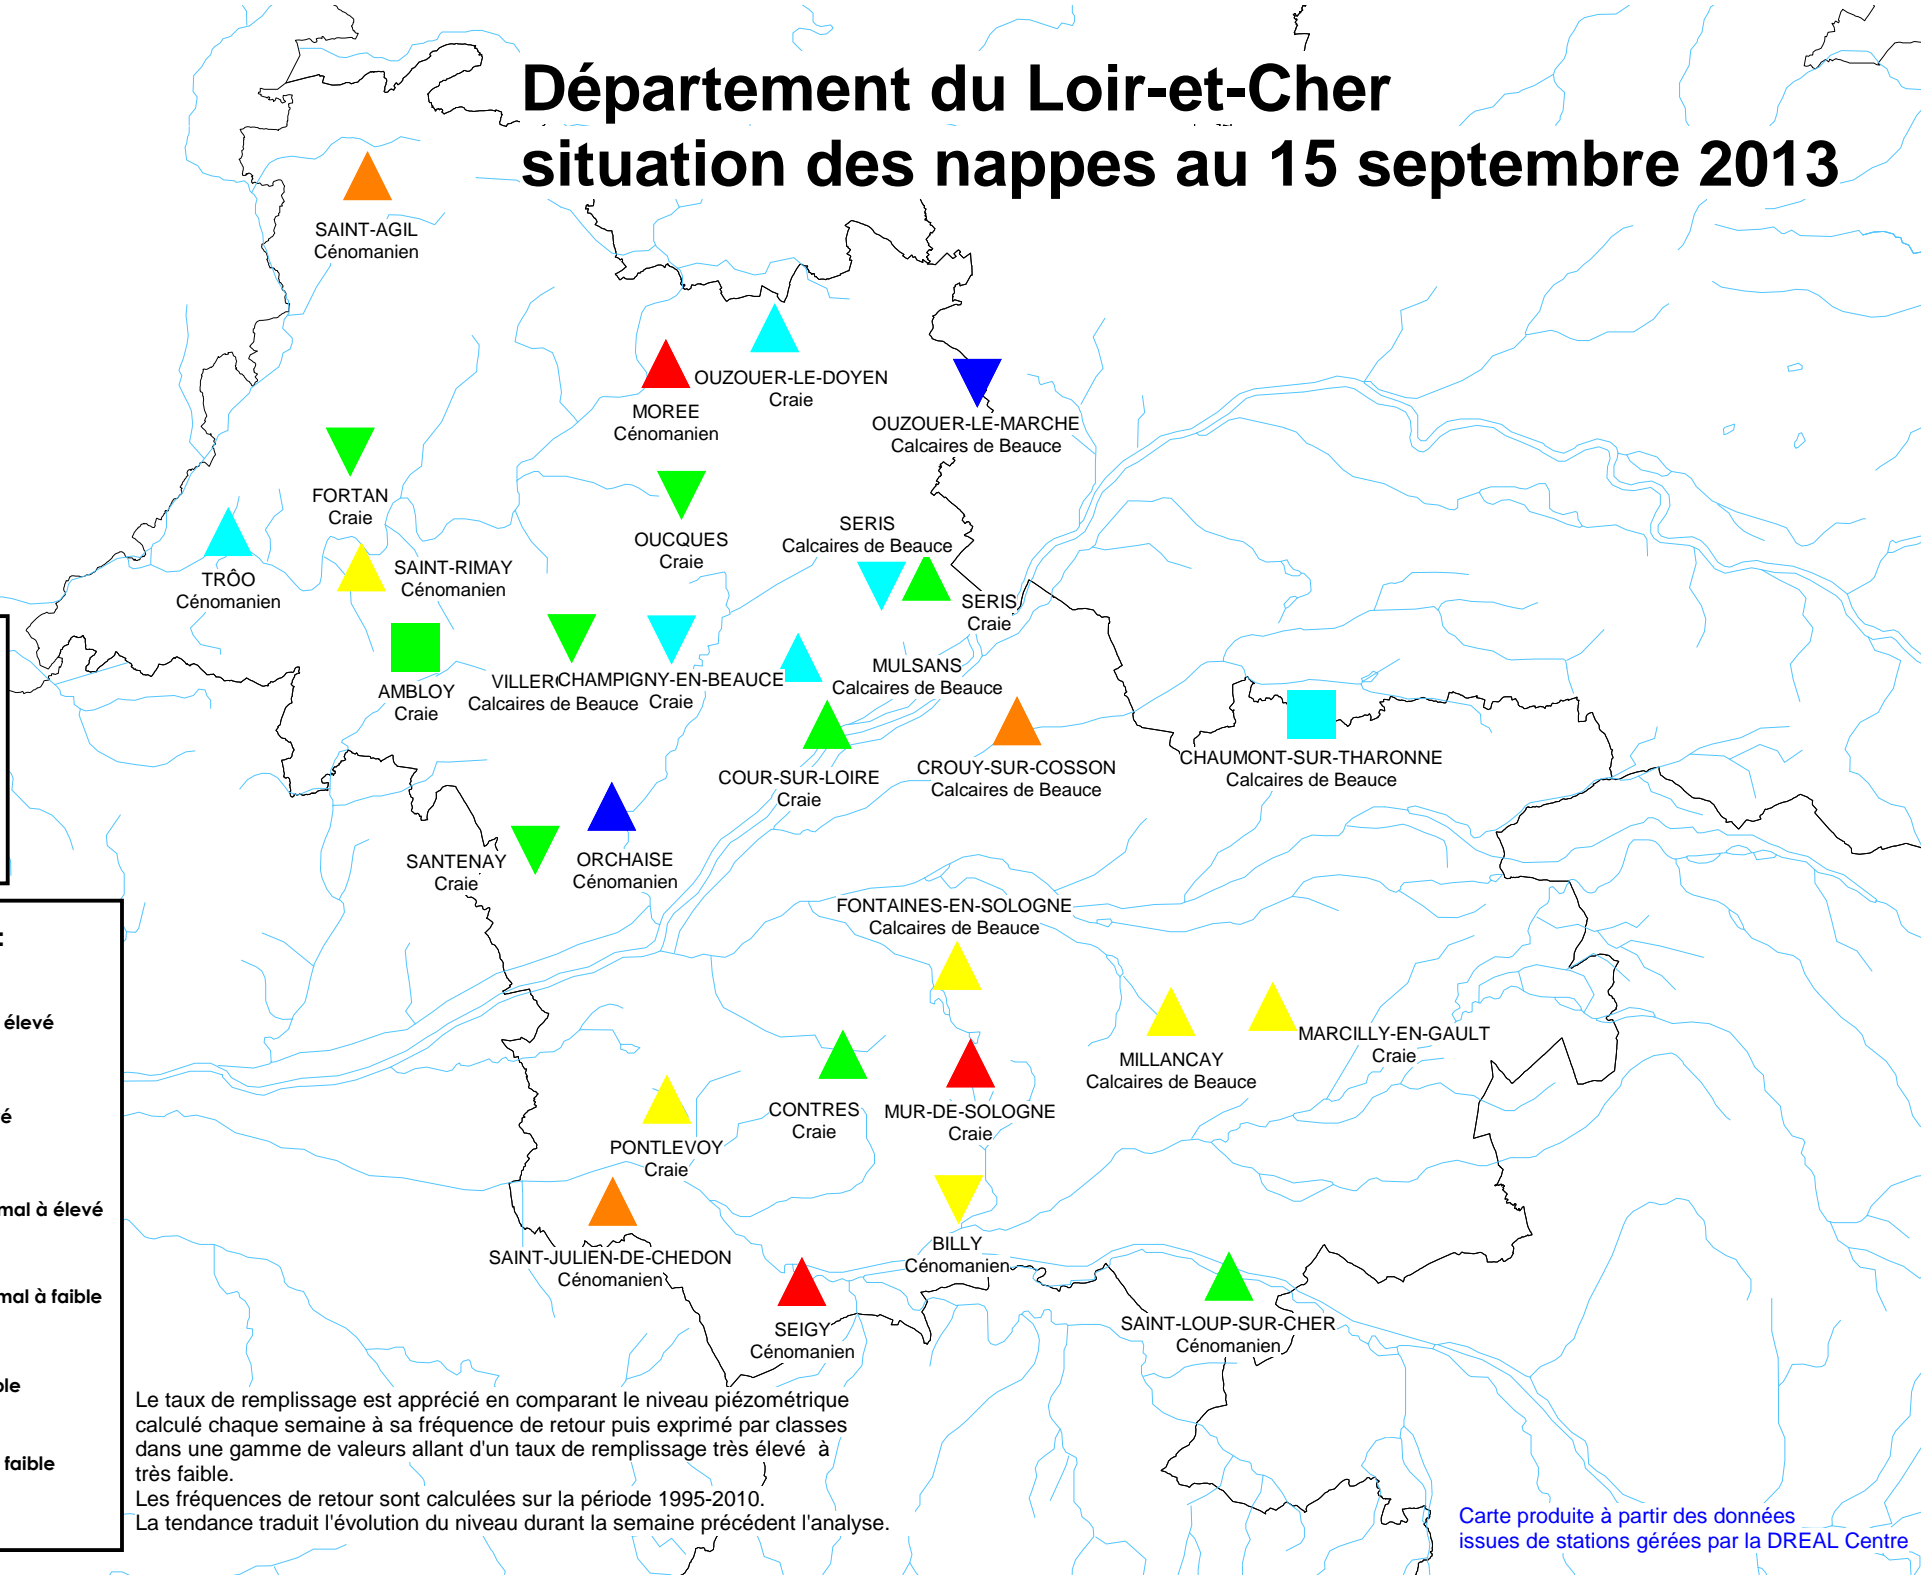 Département du Loir-et-Cher
situation des nappes au 15 septembre 2013
SAINT-AGIL
Cénomanien
OUZOUER-LE-DOYEN
Craie
MOREE
Cénomanien
OUZOUER-LE-MARCHE
Calcaires de Beauce
FORTAN
Craie
OUCQUES
Craie
SERIS
Calcaires de Beauce
TRÔO
Cénomanien
SAINT-RIMAY
Cénomanien
SERIS
Craie
AMBLOY
Craie
Calcaires de Beauce
CHAMPIGNY-EN-BEAUCE
Craie
MULSANS
Calcaires de Beauce
COUR-SUR-LOIRE
Craie
CROUY-SUR-COSSON
Calcaires de Beauce
CHAUMONT-SUR-THARONNE
Calcaires de Beauce
SANTENAY
Craie
ORCHAISE
Cénomanien
FONTAINES-EN-SOLOGNE
Calcaires de Beauce
MARCILLY-EN-GAULT
Craie
MILLANCAY
Calcaires de Beauce
CONTRES
Craie
MUR-DE-SOLOGNE
Craie
PONTLEVOY
Craie
BILLY
Cénomanien
SAINT-JULIEN-DE-CHEDON
Cénomanien
SEIGY
Cénomanien
SAINT-LOUP-SUR-CHER
Cénomanien
:
élevé
mal à élevé
mal à faible
faible
Le taux de remplissage est apprécié en comparant le niveau piézométrique
calculé chaque semaine à sa fréquence de retour puis exprimé par classes
dans une gamme de valeurs allant d'un taux de remplissage très élevé à
très faible.
Les fréquences de retour sont calculées sur la période 1995-2010.
La tendance traduit l'évolution du niveau durant la semaine précédent l'analyse.
Carte produite à partir des données
issues de stations gérées par la DREAL Centre